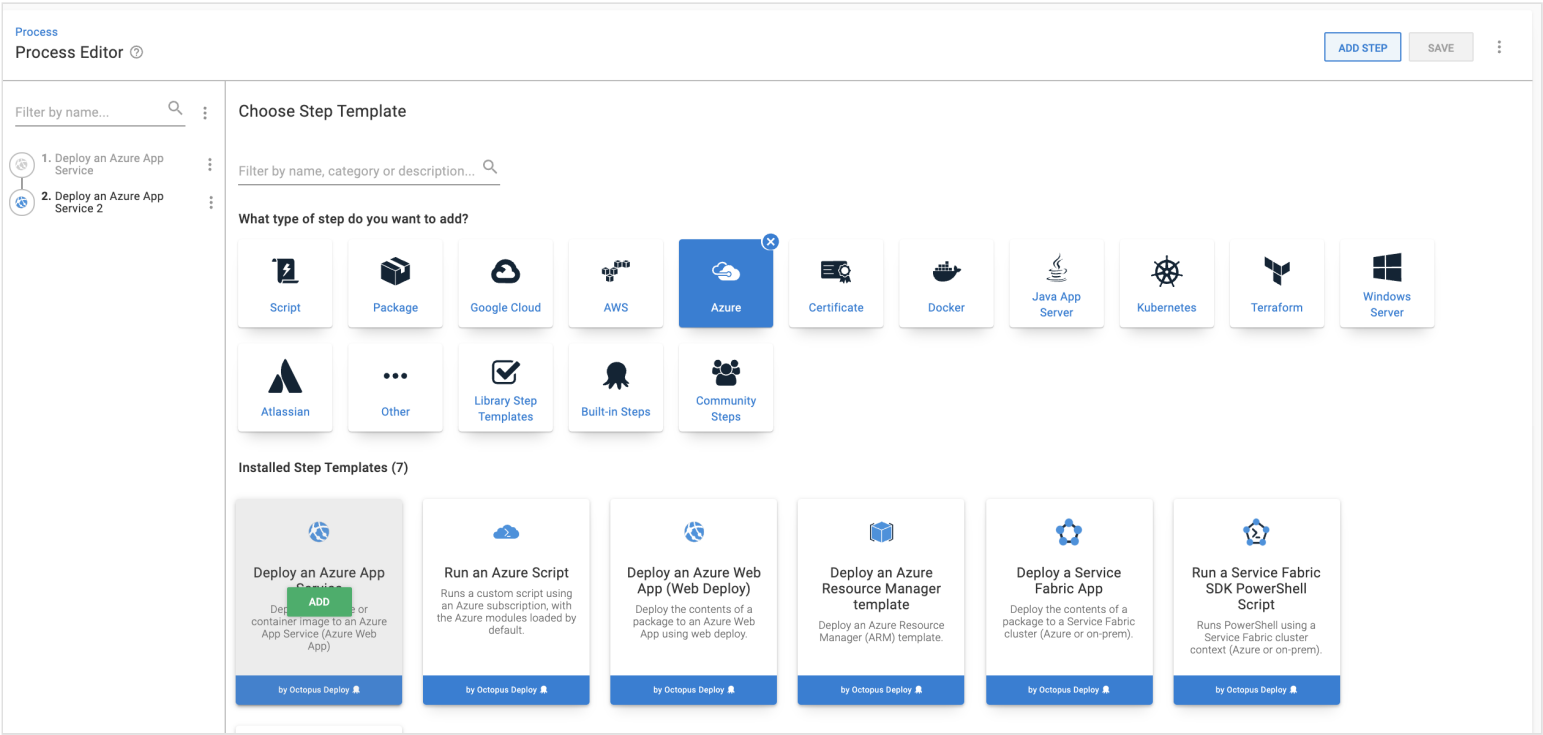 Process
Process Editor
ADD STEP
SAVE
Filter by name...
1. Deploy an Azure App
Service
2. Deploy an Azure App
Service 2
Choose Step Template
Filter by name, category or description...
What type of step do you want to add?
Script
Package
Google Cloud
AWS
Azure
Certificate
Docker
Java App
Server
Kubernetes
Terraform
Windows
Server
Atlassian
Other
Library Step
Templates
Built-in Steps
Community
Steps
Installed Step Templates (7)
Deploy an Azure App
Service
ADD
container image to an Azure
App Service (Azure Web
App)
by Octopus Deploy
Run an Azure Script
Runs a custom script using
an Azure subscription, with
the Azure modules loaded by
default.
by Octopus Deploy
Deploy an Azure Web
App (Web Deploy)
Deploy the contents of a
package to an Azure Web
App using web deploy.
by Octopus Deploy
Deploy an Azure
Resource Manager
template
Deploy an Azure Resource
Manager (ARM) template.
by Octopus Deploy
Deploy a Service
Fabric App
Deploy the contents of a
package to a Service Fabric
cluster (Azure or on-prem).
by Octopus Deploy
Run a Service Fabric
SDK PowerShell
Script
Runs PowerShell using a
Service Fabric cluster
context (Azure or on-prem).
by Octopus Deploy